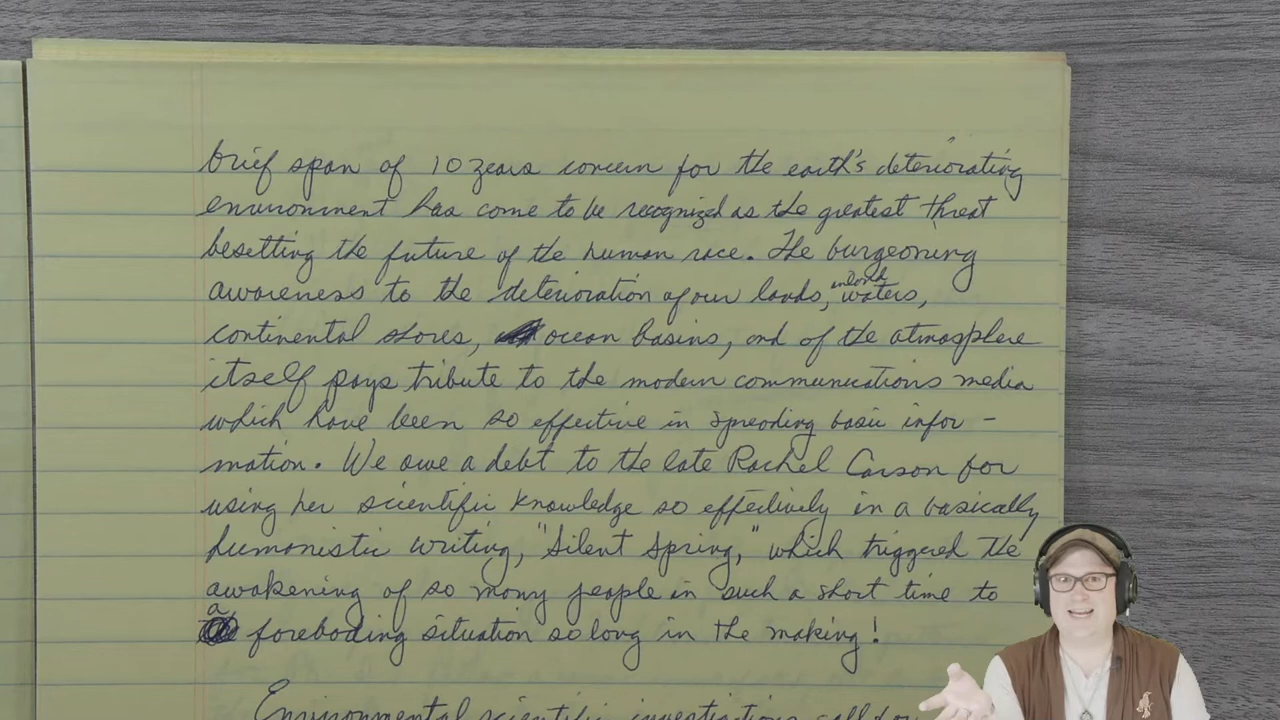 brief span of 10 years concern for the earth's deteriorating
environment has come to be recognized as the greatest threat
besetting the future of the human race. The burgeoning
awareness to the deterioration of our lands, inland waters,
continental shores, ocean basins, and of the atmosphere
itself pays tribute to the modern communications media
which have been so effective in spreading basic infor-
mation. We owe a debt to the late Rachel Carson for
using her scientific knowledge so effectively in a basically
humanistic writing, "Silent Spring," which triggered the
awakening of so many people in such a short time to
a foreboding situation so long in the making!
Environmental scientific investigations call for